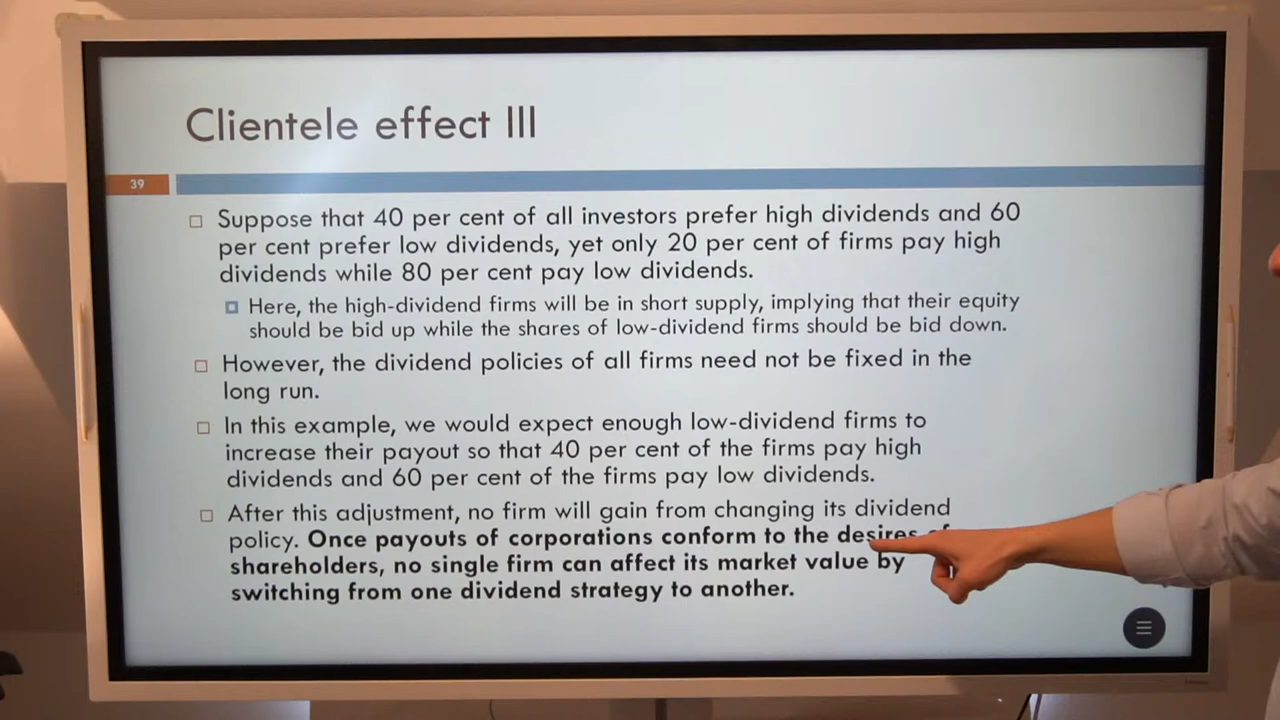 Clientele effect III
39
Suppose that 40 per cent of all investors prefer high dividends and 60
per cent prefer low dividends, yet only 20 per cent of firms pay high
dividends while 80 per cent pay low dividends.
Here, the high-dividend firms will be in short supply, implying that their equity
should be bid up while the shares of low-dividend firms should be bid down.
However, the dividend policies of all firms need not be fixed in the
long run.
In this example, we would expect enough low-dividend firms to
increase their payout so that 40 per cent of the firms pay high
dividends and 60 per cent of the firms pay low dividends.
After this adjustment, no firm will gain from changing its dividend
policy. Once payouts of corporations conform to the desires of
shareholders, no single firm can affect its market value by
switching from one dividend strategy to another.